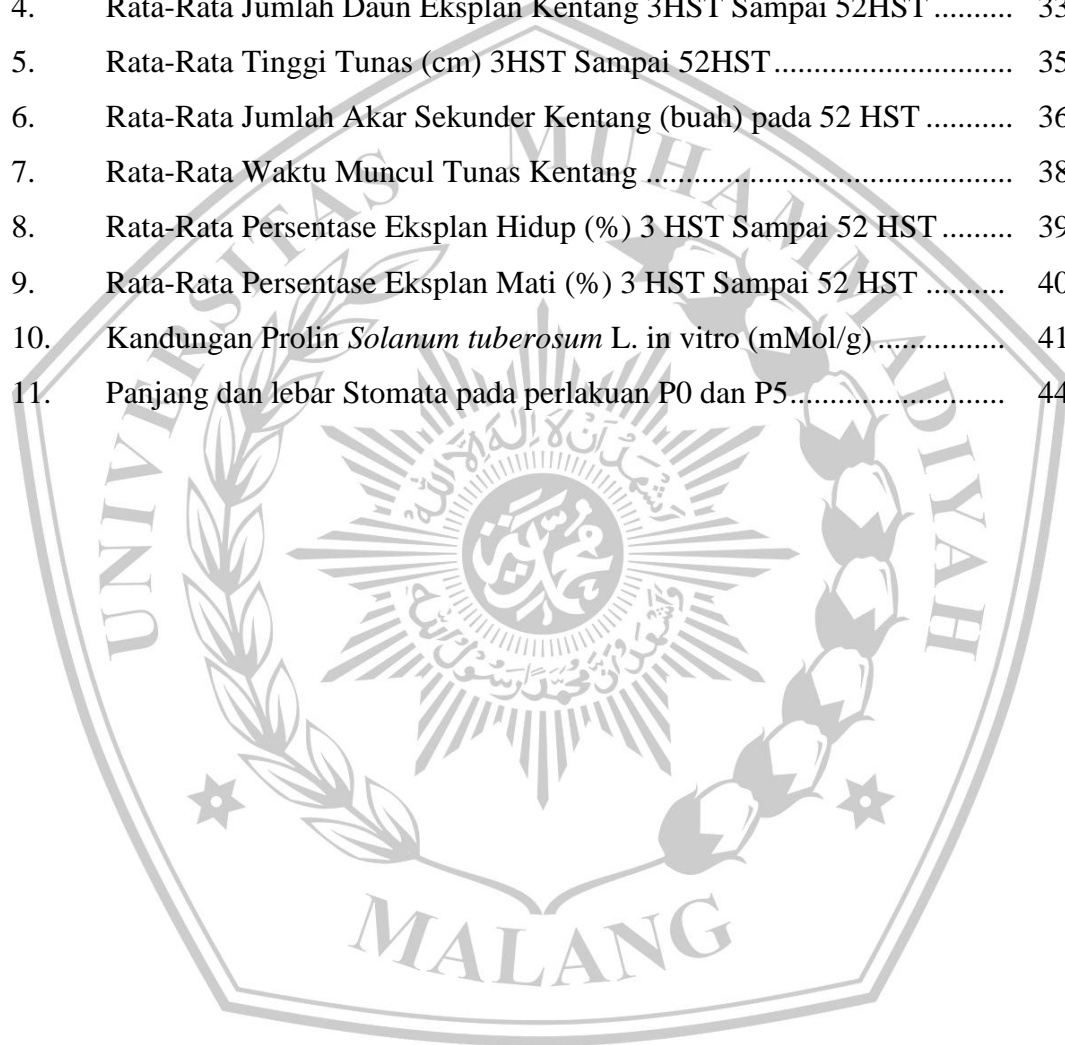 4. Rata-Rata Jumlah Daun Eksplan Kentang 3HST Sampai 52HST .......... 33
5. Rata-Rata Tinggi Tunas (cm) 3HST Sampai 52HST ............................ 35
6. Rata-Rata Jumlah Akar Sekunder Kentang (buah) pada 52 HST ........... 36
7. Rata-Rata Waktu Muncul Tunas Kentang ........................................... 38
8. Rata-Rata Persentase Eksplan Hidup (%) 3 HST Sampai 52 HST ......... 39
9. Rata-Rata Persentase Eksplan Mati (%) 3 HST Sampai 52 HST .......... 40
10. Kandungan Prolin Solanum tuberosum L. in vitro (mMol/g) ............... 41
11. Panjang dan lebar Stomata pada perlakuan P0 dan P5 ......................... 44
UNIVERSITAS MUHAMMADIYAH
MALANG